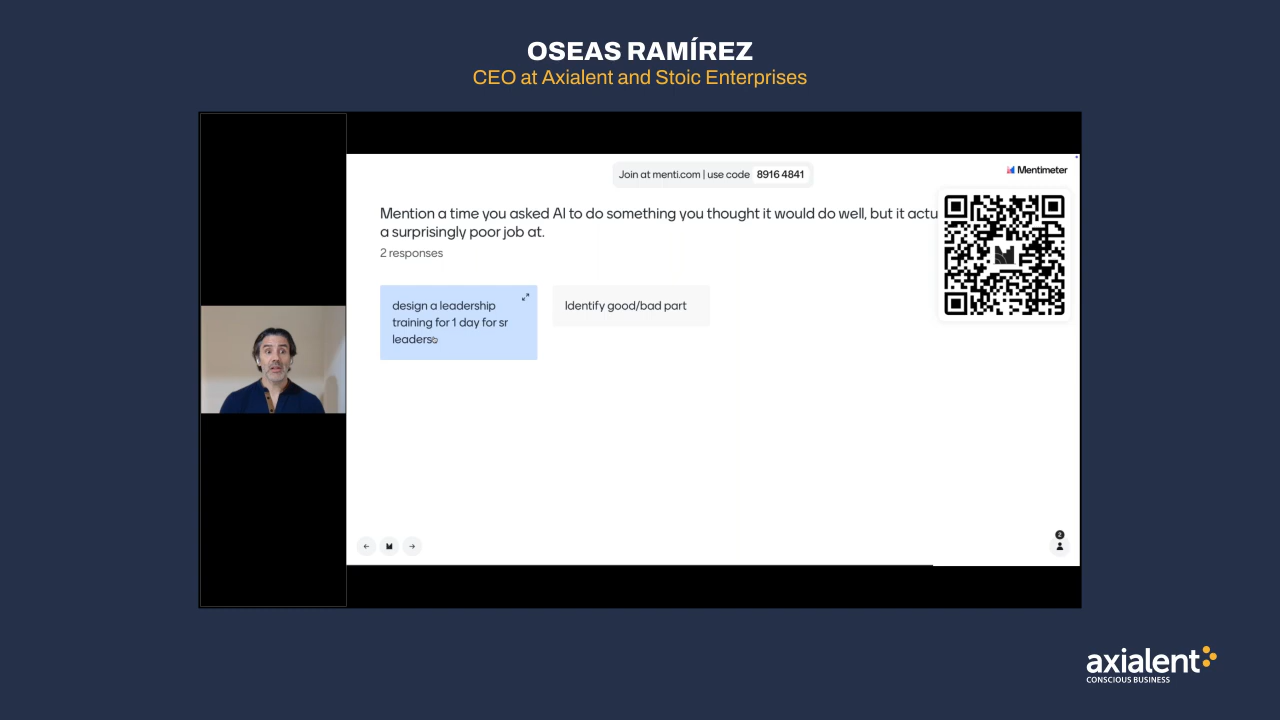 OSEAS RAMÍREZ
CEO at Axialent and Stoic Enterprises
Join at menti.com | use code 8916 4841
Mentimeter
Mention a time you asked AI to do something you thought it would do well, but it actu
a surprisingly poor job at.
2 responses
design a leadership
training for 1 day for sr
leaders
Identify good/bad part
2
axialent
CONSCIOUS BUSINESS